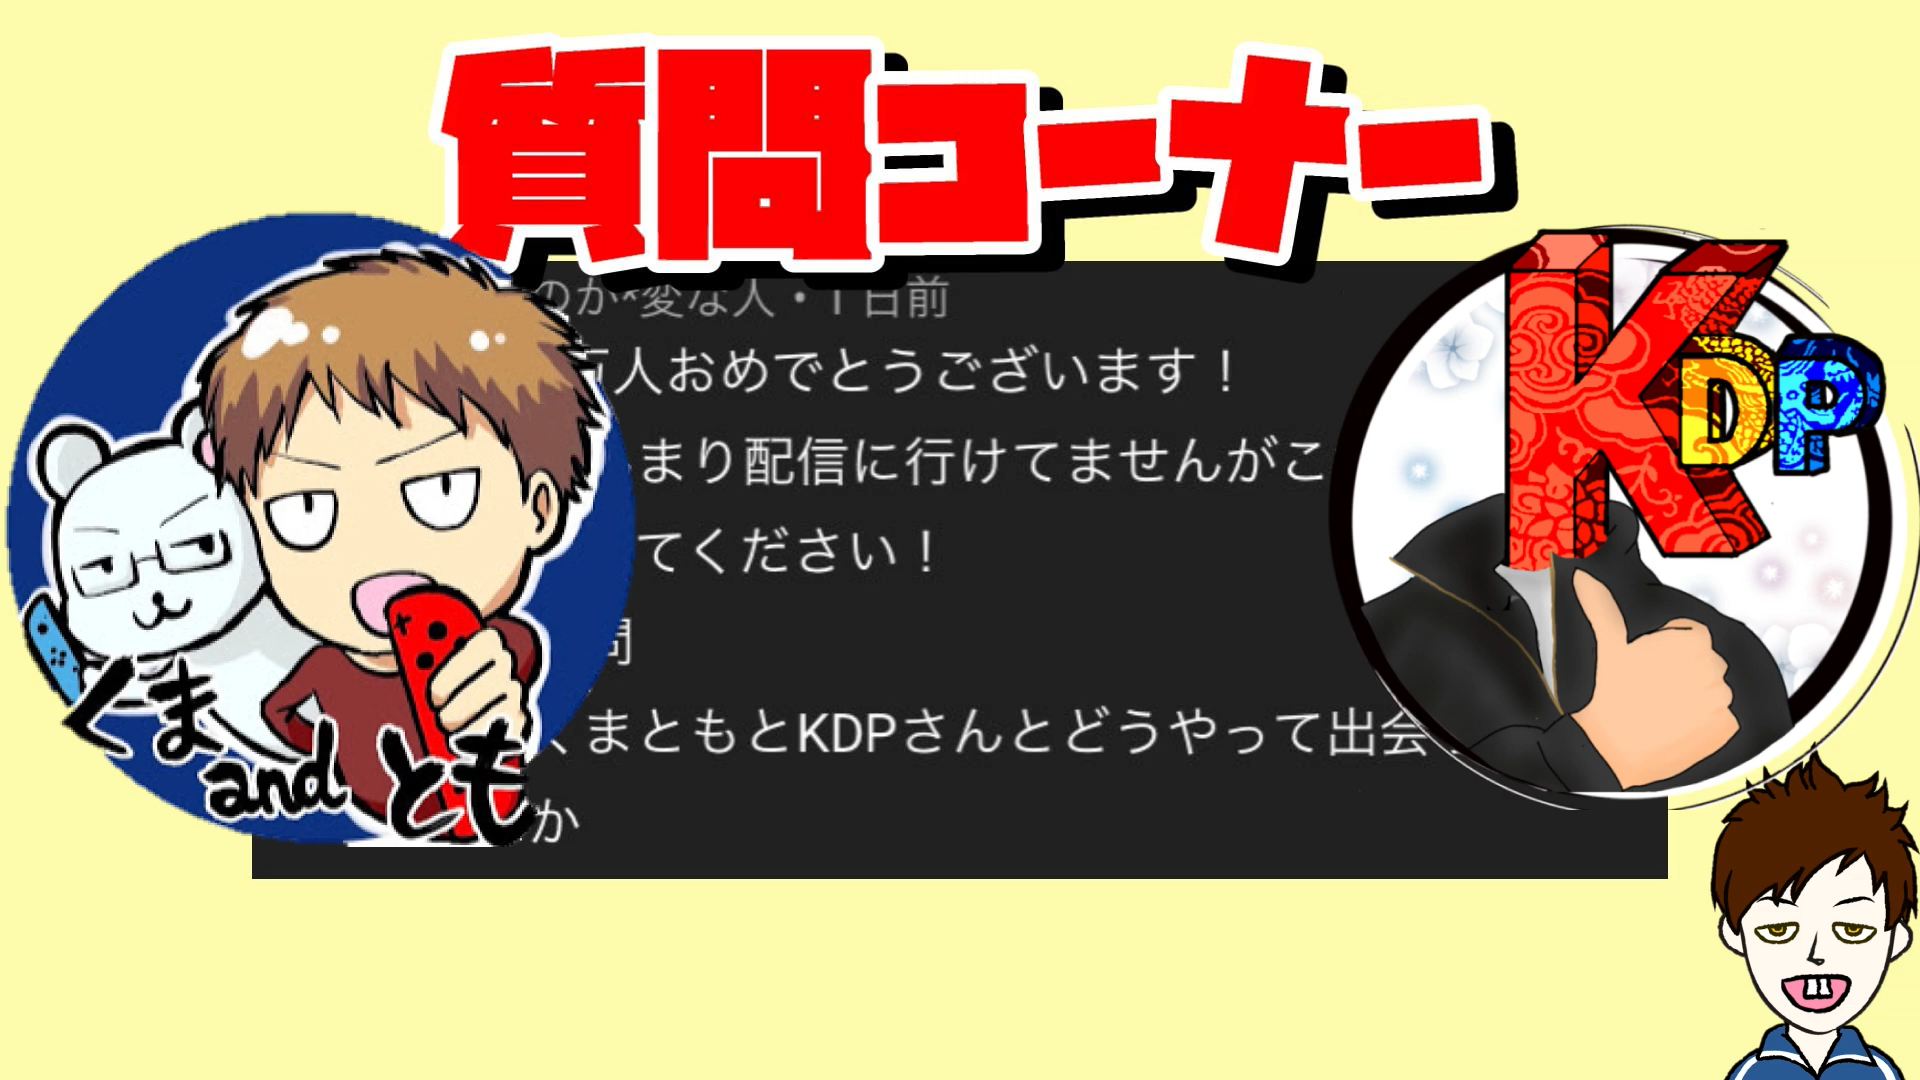 質問コーナー
のか*変な人・1日前
万人おめでとうございます！
まり配信に行けてませんがこ
てください！
問
くまともとKDPさんとどうやって出会
か
くま
and とも
KDP